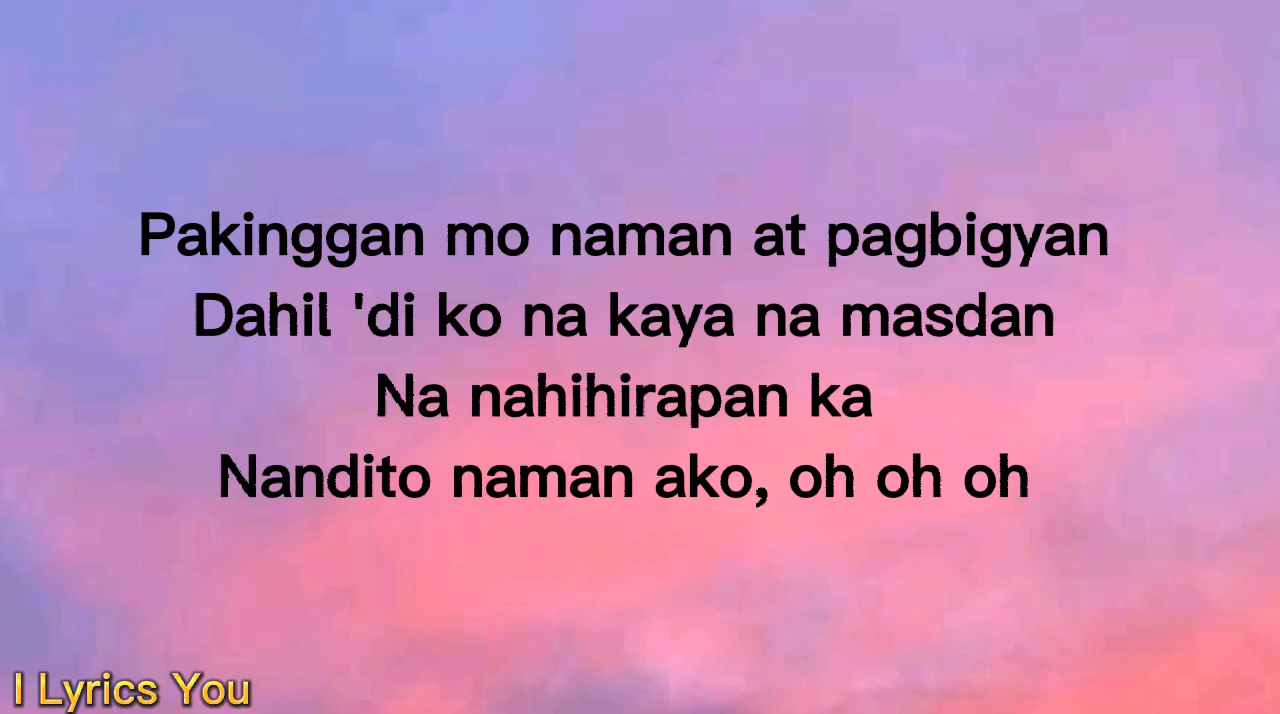 Pakinggan mo naman at pagbigyan
Dahil 'di ko na kaya na masdan
Na nahihirapan ka
Nandito naman ako, oh oh oh
I Lyrics You